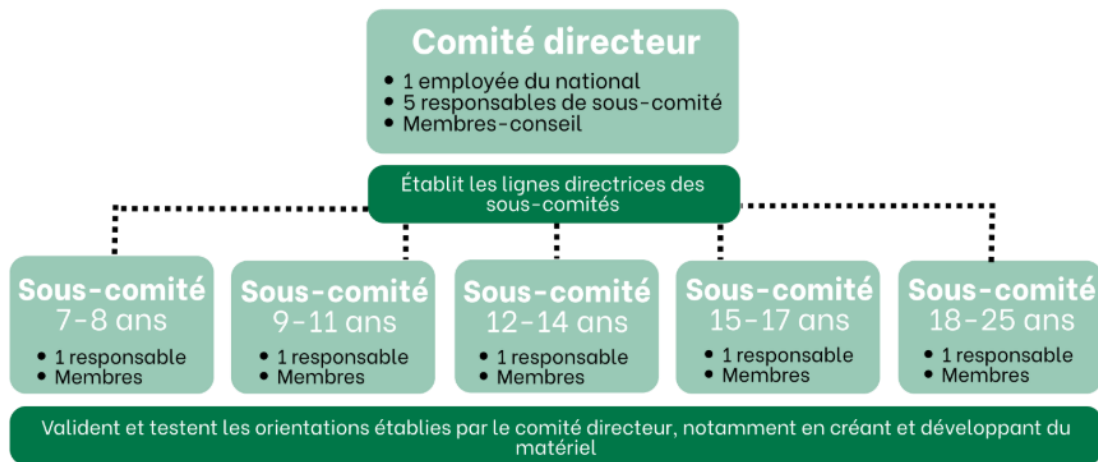 Comité directeur
• 1 employée du national
• 5 responsables de sous-comité
• Membres-conseil
Établit les lignes directrices des
sous-comités
Sous-comité
7-8 ans
• 1 responsable
• Membres
Sous-comité
9-11 ans
• 1 responsable
• Membres
Sous-comité
12-14 ans
• 1 responsable
• Membres
Sous-comité
15-17 ans
• 1 responsable
• Membres
Sous-comité
18-25 ans
• 1 responsable
• Membres
Valident et testent les orientations établies par le comité directeur, notamment en créant et développant du
matériel